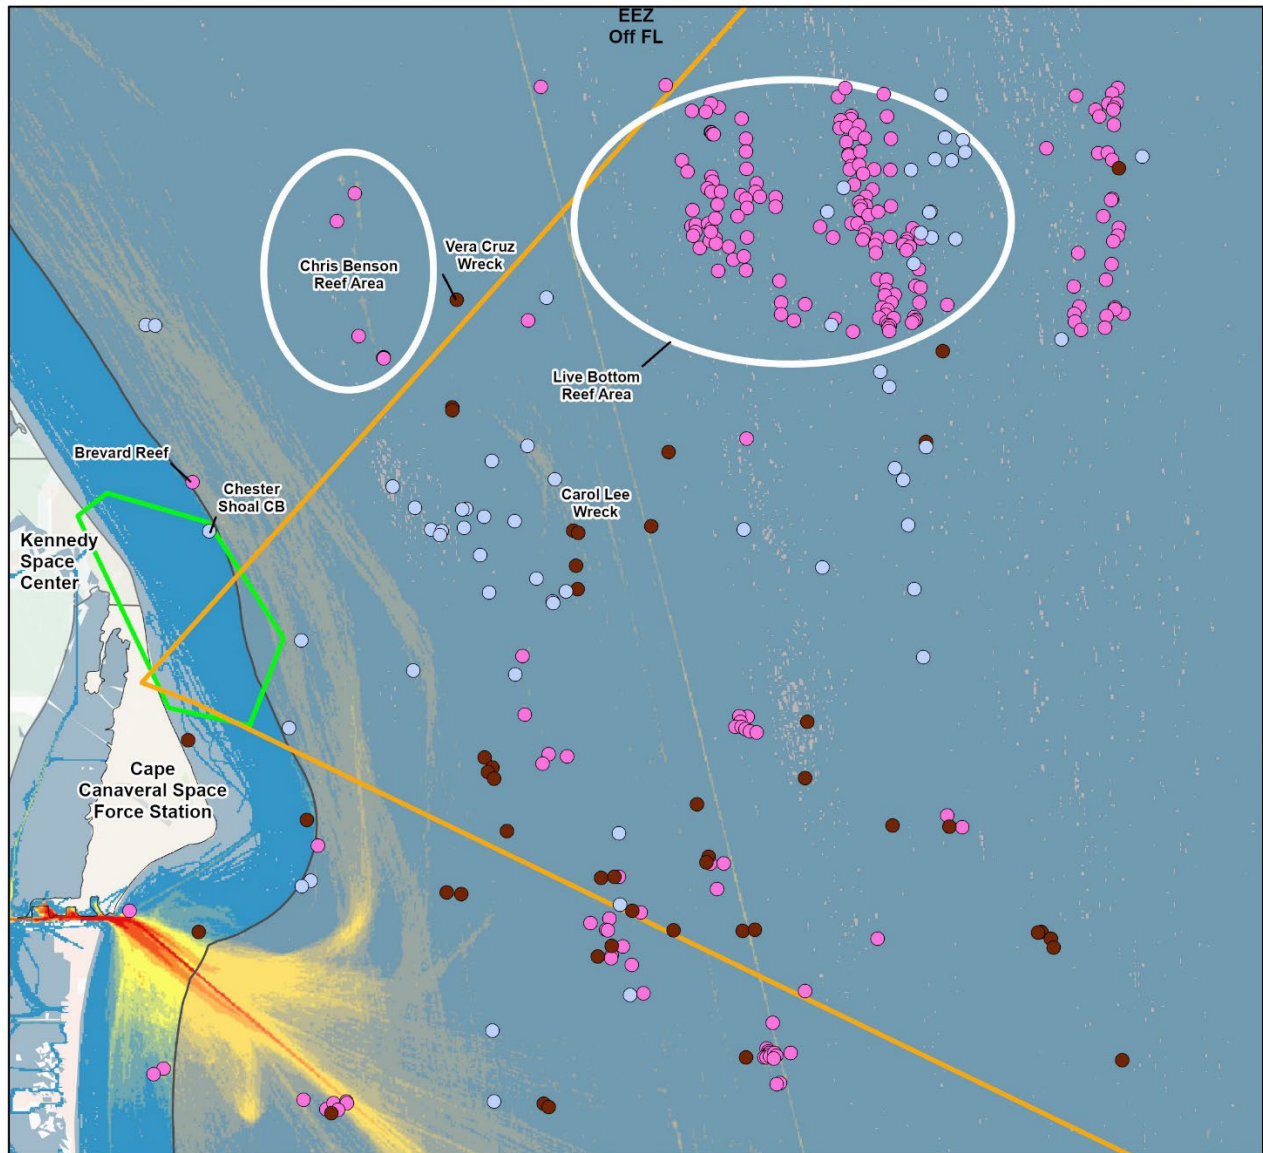 EEZ
Off FL
Vera Cruz
Wreck
Chris Benson
Reef Area
Live Bottom
Reef Area
Brevard Reef
Chester
Shoal CB
Carol Lee
Wreck
Kennedy
Space
Center
Cape
Canaveral Space
Force Station